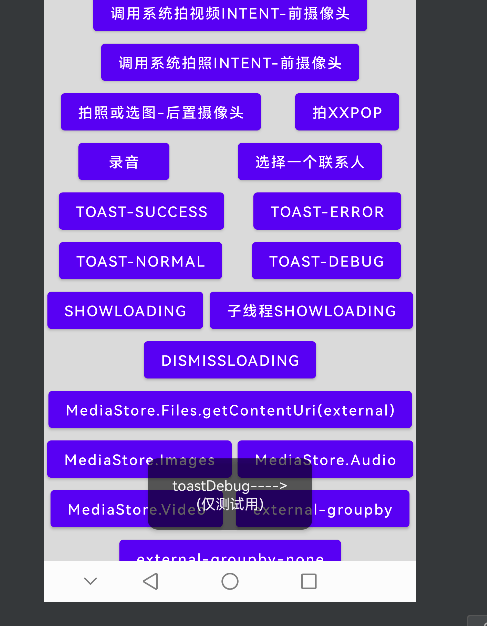 调用系统拍视频INTENT-前摄像头
调用系统拍照INTENT-前摄像头
拍照或选图-后置摄像头 拍XXPOP
录音 选择一个联系人
TOAST-SUCCESS TOAST-ERROR
TOAST-NORMAL TOAST-DEBUG
SHOWLOADING 子线程SHOWLOADING
DISMISSLOADING
MediaStore.Files.getContentUri(external)
MediaStore.Images MediaStore.Audio
toastDebug---->
(仅测试用)
MediaStore.Video external-groupby
external-groupby-none